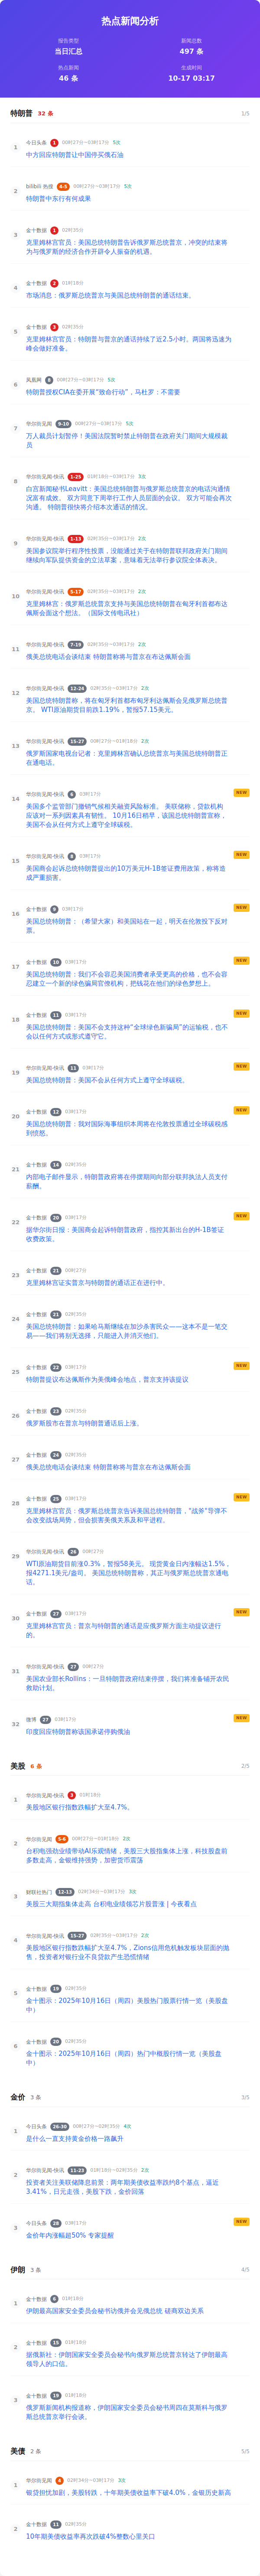 热点新闻分析
报告类型
新闻总数
当日汇总
497 条
热点新闻
生成时间
46 条
10-17 03:17
特朗普 32 条 1/5
1 今日头条 1 00时27分~03时17分 5次
中方回应特朗普让中国停买俄石油
2 bilibili 热搜 4-5 00时27分~03时17分 5次
特朗普中东行有何成果
3 金十数据 1 02时35分
克里姆林宫官员：美国总统特朗普告诉俄罗斯总统普京，冲突的结束将
为与俄罗斯的经济合作开辟令人振奋的机遇。
4 金十数据 2 01时18分
市场消息：俄罗斯总统普京与美国总统特朗普的通话结束。
5 金十数据 3 02时35分
克里姆林宫官员：特朗普与普京的通话持续了近2.5小时。两国将迅速为
峰会做好准备。
6 凤凰网 8 00时27分~03时17分 5次
特朗普授权CIA在委开展“致命行动”，马杜罗：不需要
7 华尔街见闻 9-10 00时27分~03时17分 5次
万人裁员计划暂停！美国法院暂时禁止特朗普在政府关门期间大规模裁
员
8 华尔街见闻-快讯 1-25 01时18分~03时17分 3次
白宫新闻秘书Leavitt：美国总统特朗普与俄罗斯总统普京的电话沟通情
况富有成效。 双方同意下周举行工作人员层面的会议。 双方可能会再次
沟通。 特朗普很快将介绍本次通话的情况。
9 华尔街见闻-快讯 1-13 02时35分~03时17分 2次
美国参议院举行程序性投票，没能通过关于在特朗普联邦政府关门期间
继续向军队提供资金的立法草案，意味着无法举行参议院全体表决。
10 华尔街见闻-快讯 5-17 02时35分~03时17分 2次
克里姆林宫：俄罗斯总统普京支持与美国总统特朗普在匈牙利首都布达
佩斯会面这个想法。（国际文传电讯社）
11 华尔街见闻-快讯 7-19 02时35分~03时17分 2次
俄美总统电话会谈结束 特朗普称将与普京在布达佩斯会面
12 华尔街见闻-快讯 12-24 02时35分~03时17分 2次
美国总统特朗普称，将在匈牙利首都布达佩斯会见俄罗斯总统普
京。 WTI原油期货日前跌1.19%，暂报57.15美元。
13 华尔街见闻-快讯 15-27 00时27分~01时18分 2次
俄罗斯国家电视台记者：克里姆林宫确认总统普京与美国总统特朗普正
在通电话。
14 华尔街见闻-快讯 6 03时17分 NEW
美国多个监管部门撤销气候相关融资风险标准。 美联储称，贷款机构
应该对一系列因素具有韧性。 10月16日稍早，该国总统特朗普宣称，
美国不会从任何方式上遵守全球碳税。
15 华尔街见闻-快讯 8 03时17分 NEW
美国商会起诉总统特朗普提出的10万美元H-1B签证费用政策，称将造
成严重损害。
16 金十数据 9 03时17分 NEW
美国总统特朗普：（希望大家）和美国站在一起，明天在伦敦投下反对
票。
17 金十数据 10 03时17分 NEW
美国总统特朗普：我们不会容忍美国消费者承受更高的价格，也不会容
忍建立一个新的绿色骗局官僚机构，把钱花在他们的绿色梦想上。
18 金十数据 11 03时17分 NEW
美国总统特朗普：美国不会支持这种“全球绿色新骗局”的运输税，也不
会以任何方式或形式遵守它。
19 华尔街见闻-快讯 11 03时17分 NEW
美国总统特朗普：美国不会从任何方式上遵守全球碳税。
20 金十数据 12 03时17分 NEW
美国总统特朗普：我对国际海事组织本周将在伦敦投票通过全球碳税感
到愤怒。
21 金十数据 14 02时35分
内部电子邮件显示，特朗普政府将在停摆期间向部分联邦执法人员支付
薪酬。
22 金十数据 20 03时17分 NEW
据华尔街日报：美国商会起诉特朗普政府，指控其新出台的H-1B签证
收费政策。
23 金十数据 21 00时27分
克里姆林宫证实普京与特朗普的通话正在进行中。
24 金十数据 21 02时35分
美国总统特朗普：如果哈马斯继续在加沙杀害民众——这本不是一笔交
易——我们将别无选择，只能进入并消灭他们。
25 金十数据 22 03时17分 NEW
特朗普提议布达佩斯作为美俄峰会地点，普京支持该提议
26 金十数据 23 02时35分
俄罗斯股市在普京与特朗普通话后上涨。
27 金十数据 24 02时35分
俄美总统电话会谈结束 特朗普称将与普京在布达佩斯会面
28 金十数据 25 03时17分 NEW
克里姆林宫官员：俄罗斯总统普京告诉美国总统特朗普，“战斧”导弹不
会改变战场局势，但会损害美俄关系及和平进程。
29 华尔街见闻-快讯 26 00时27分
WTI原油期货日前涨0.3%，暂报58美元。 现货黄金日内涨幅达1.5%，
报4271.1美元/盎司。 美国总统特朗普称，其正与俄罗斯总统普京通电
话。
30 金十数据 27 03时17分 NEW
克里姆林宫官员：普京与特朗普的通话是应俄罗斯方面主动提议进行
的。
31 华尔街见闻-快讯 27 00时27分
美国农业部长Rollins：一旦特朗普政府结束停摆，我们将准备铺开农民
救助计划。
32 微博 27 03时17分 NEW
印度回应特朗普称该国承诺停购俄油
美股 6 条 2/5
1 华尔街见闻-快讯 3 01时18分
美股地区银行指数跌幅扩大至4.7%。
2 华尔街见闻 5-6 00时27分~01时18分 2次
台积电强劲业绩带动AI乐观情绪，美股三大股指集体上涨，科技股盘前
多数走高，金银维持强势，加密货币震荡
3 财联社热门 12-13 02时34分~03时17分 3次
美股三大期指集体走高 台积电业绩领芯片股普涨 | 今夜看点
4 华尔街见闻-快讯 15-27 02时35分~03时17分 2次
美股地区银行指数跌幅扩大至4.7%，Zions信用危机触发板块层面的抛
售，投资者对银行业不良贷款产生恐慌情绪
5 金十数据 19 02时35分
金十图示：2025年10月16日（周四）美股热门股票行情一览（美股盘
中）
6 金十数据 20 02时35分
金十图示：2025年10月16日（周四）热门中概股行情一览（美股盘
中）
金价 3 条 3/5
1 今日头条 26-30 00时27分~02时35分 4次
是什么一直支持黄金价格一路飙升
2 华尔街见闻-快讯 11-23 01时18分~02时35分 2次
投资者关注美联储降息前景：两年期美债收益率跌约8个基点，逼近
3.41%，日元走强，美股下跌，金价回落
3 今日头条 28 03时17分 NEW
金价年内涨幅超50% 专家提醒
伊朗 3 条 4/5
1 金十数据 6 01时18分
伊朗最高国家安全委员会秘书访俄并会见俄总统 磋商双边关系
2 金十数据 15 01时18分
据俄新社：伊朗国家安全委员会秘书向俄罗斯总统普京转达了伊朗最高
领导人的口信。
3 金十数据 19 01时18分
俄罗斯新闻机构报道称，伊朗国家安全委员会秘书周四在莫斯科与俄罗
斯总统普京举行会谈。
美债 2 条 5/5
1 华尔街见闻 4 02时34分~03时17分 3次
银贷担忧加剧，美股转跌，十年期美债收益率下破4.0%，金银历史新高
2 金十数据 11 02时35分
10年期美债收益率再次跌破4%整数心里关口